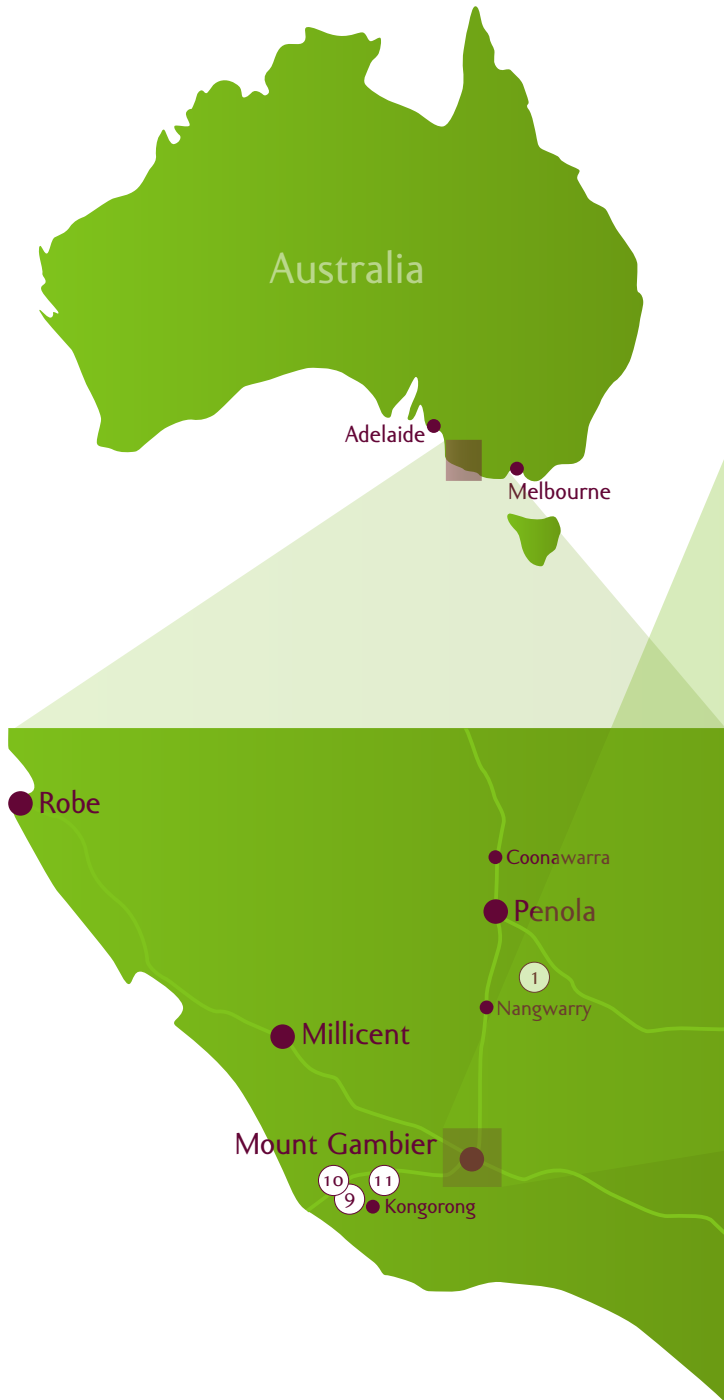 Australia
Adelaide
Melbourne
Robe
Coonawarra
Penola
1
Nangwarry
Millicent
Mount Gambier
10
11
9
Kongorong